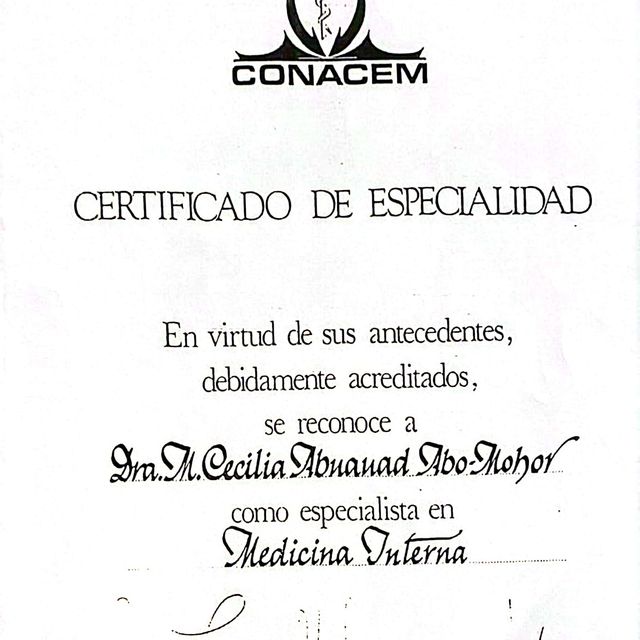 CONACEM
CERTIFICADO DE ESPECIALIDAD
En virtud de sus antecedentes,
debidamente acreditados,
se reconoce a
Dra. M. Cecilia Abuauad Abo-Mohor
como especialista en
Medicina Interna